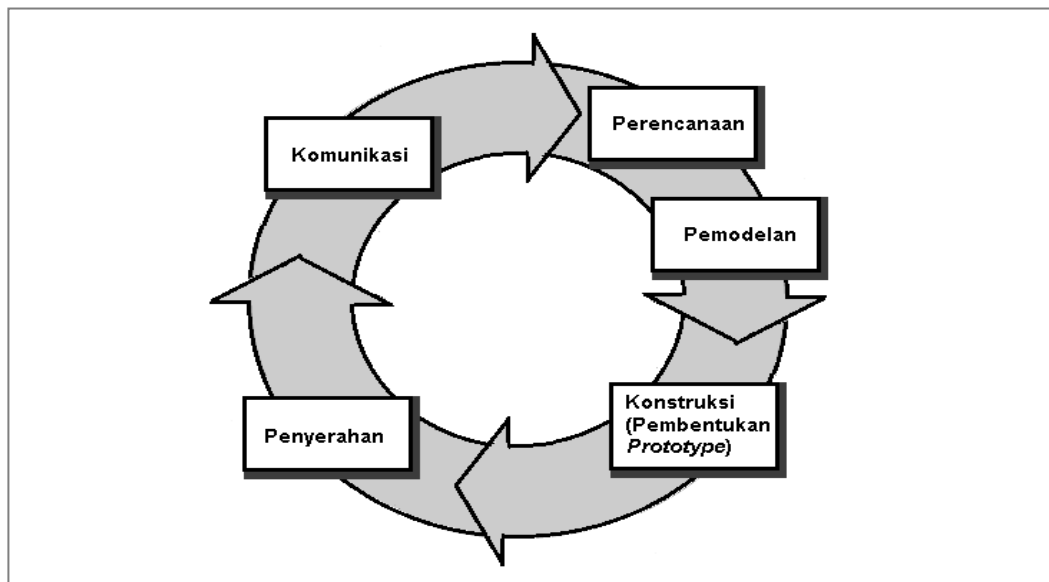 Komunikasi
Perencanaan
Pemodelan
Konstruksi
(Pembentukan
Prototype)
Penyerahan